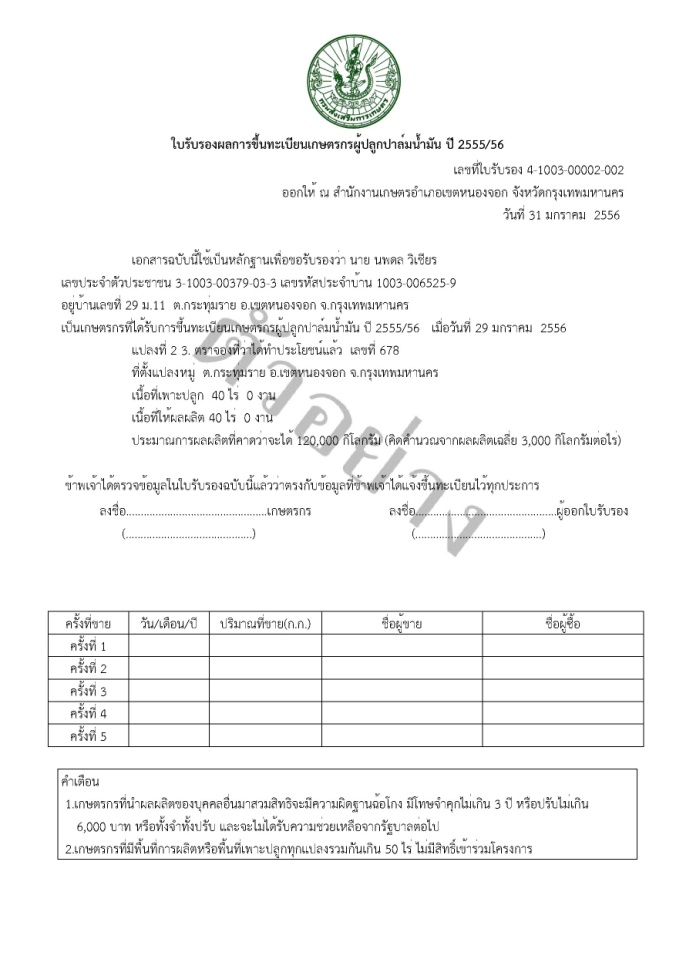 กรมส่งเสริมการเกษตร
ใบรับรองผลการขึ้นทะเบียนเกษตรกรผู้ปลูกปาล์มน้ำมัน ปี 2555/56
เลขที่ใบรับรอง 4-1003-00002-002
ออกให้ ณ สำนักงานเกษตรอำเภอเขตหนองจอก จังหวัดกรุงเทพมหานคร
วันที่ 31 มกราคม 2556
เอกสารฉบับนี้ใช้เป็นหลักฐานเพื่อขอรับรองว่า นาย นพดล วิเชียร
เลขประจำตัวประชาชน 3-1003-00379-03-3 เลขรหัสประจำบ้าน 1003-006525-9
อยู่บ้านเลขที่ 29 ม.11 ต.กระทุ่มราย อ.เขตหนองจอก จ.กรุงเทพมหานคร
เป็นเกษตรกรที่ได้รับการขึ้นทะเบียนเกษตรกรผู้ปลูกปาล์มน้ำมัน ปี 2555/56 เมื่อวันที่ 29 มกราคม 2556
แปลงที่ 2 3. ตราจองที่ว่าได้ทำประโยชน์แล้ว เลขที่ 678
ที่ตั้งแปลงหมู่ ต.กระทุ่มราย อ.เขตหนองจอก จ.กรุงเทพมหานคร
เนื้อที่เพาะปลูก 40 ไร่ 0 งาน
เนื้อที่ให้ผลผลิต 40 ไร่ 0 งาน
ประมาณการผลผลิตที่คาดว่าจะได้ 120,000 กิโลกรัม (คิดคำนวณจากผลผลิตเฉลี่ย 3,000 กิโลกรัมต่อไร่)
ตัวอย่าง
ข้าพเจ้าได้ตรวจข้อมูลในใบรับรองฉบับนี้แล้วว่าตรงกับข้อมูลที่ข้าพเจ้าได้แจ้งขึ้นทะเบียนไว้ทุกประการ
ลงชื่อ................................................เกษตรกร ลงชื่อ................................................ผู้ออกใบรับรอง
(...........................................) (...........................................)
ครั้งที่ขาย วัน/เดือน/ปี ปริมาณที่ขาย(ก.ก.) ชื่อผู้ขาย ชื่อผู้ซื้อ
ครั้งที่ 1
ครั้งที่ 2
ครั้งที่ 3
ครั้งที่ 4
ครั้งที่ 5
คำเตือน
1.เกษตรกรที่นำผลผลิตของบุคคลอื่นมาสวมสิทธิจะมีความผิดฐานฉ้อโกง มีโทษจำคุกไม่เกิน 3 ปี หรือปรับไม่เกิน
6,000 บาท หรือทั้งจำทั้งปรับ และจะไม่ได้รับความช่วยเหลือจากรัฐบาลต่อไป
2.เกษตรกรที่มีพื้นที่การผลิตหรือพื้นที่เพาะปลูกทุกแปลงรวมกันเกิน 50 ไร่ ไม่มีสิทธิ์เข้าร่วมโครงการ